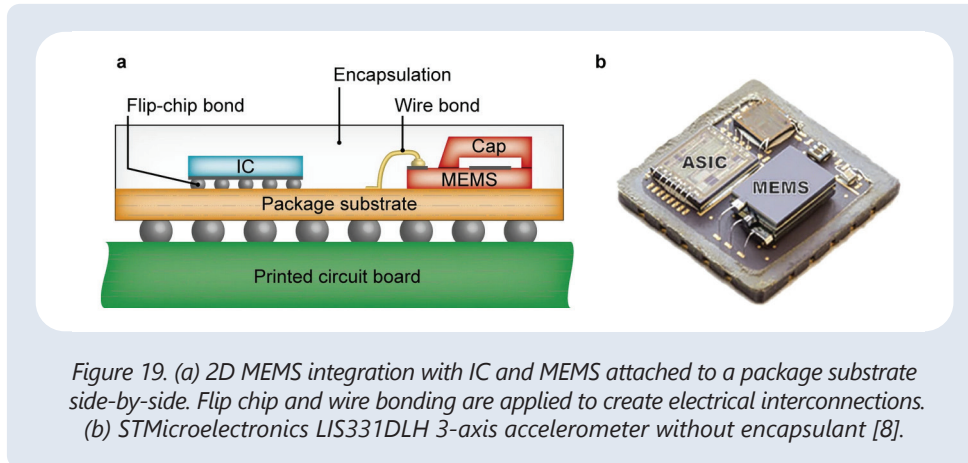 a
Encapsulation
b
Flip-chip bond
Wire bond
Cap
IC
MEMS
Package substrate
Printed circuit board
ASIC
MEMS
Figure 19. (a) 2D MEMS integration with IC and MEMS attached to a package substrate
side-by-side. Flip chip and wire bonding are applied to create electrical interconnections.
(b) STMicroelectronics LIS331DLH 3-axis accelerometer without encapsulant [8].